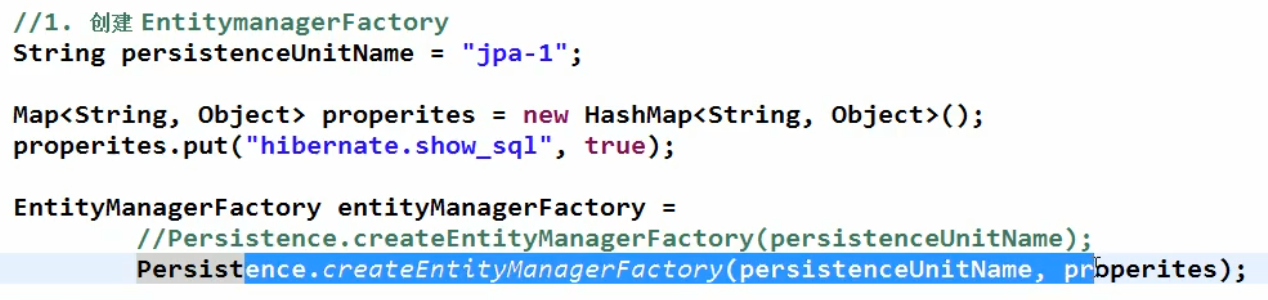 //1. 创建 EntitymanagerFactory
String persistenceUnitName = "jpa-1";
Map<String, Object> properites = new HashMap<String, Object>();
properites.put("hibernate.show_sql", true);
EntityManagerFactory entityManagerFactory =
//Persistence.createEntityManagerFactory(persistenceUnitName);
Persistence.createEntityManagerFactory(persistenceUnitName, properites);